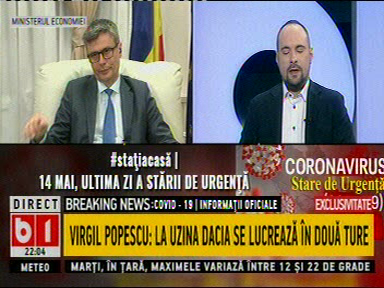 MINISTERUL ECONOMIEI
#staţiacasă |
14 MAI, ULTIMA ZI A STĂRII DE URGENŢĂ
CORONAVIRUS
Stare de Urgenţă
EXCLUSIVITATE 9)
DIRECT
BREAKING NEWS
COVID - 19 | INFORMAŢII OFICIALE
b1
VIRGIL POPESCU: LA UZINA DACIA SE LUCREAZĂ ÎN DOUĂ TURE
22:04
METEO
MARŢI, ÎN ŢARĂ, MAXIMELE VARIAZĂ ÎNTRE 12 ŞI 22 DE GRADE